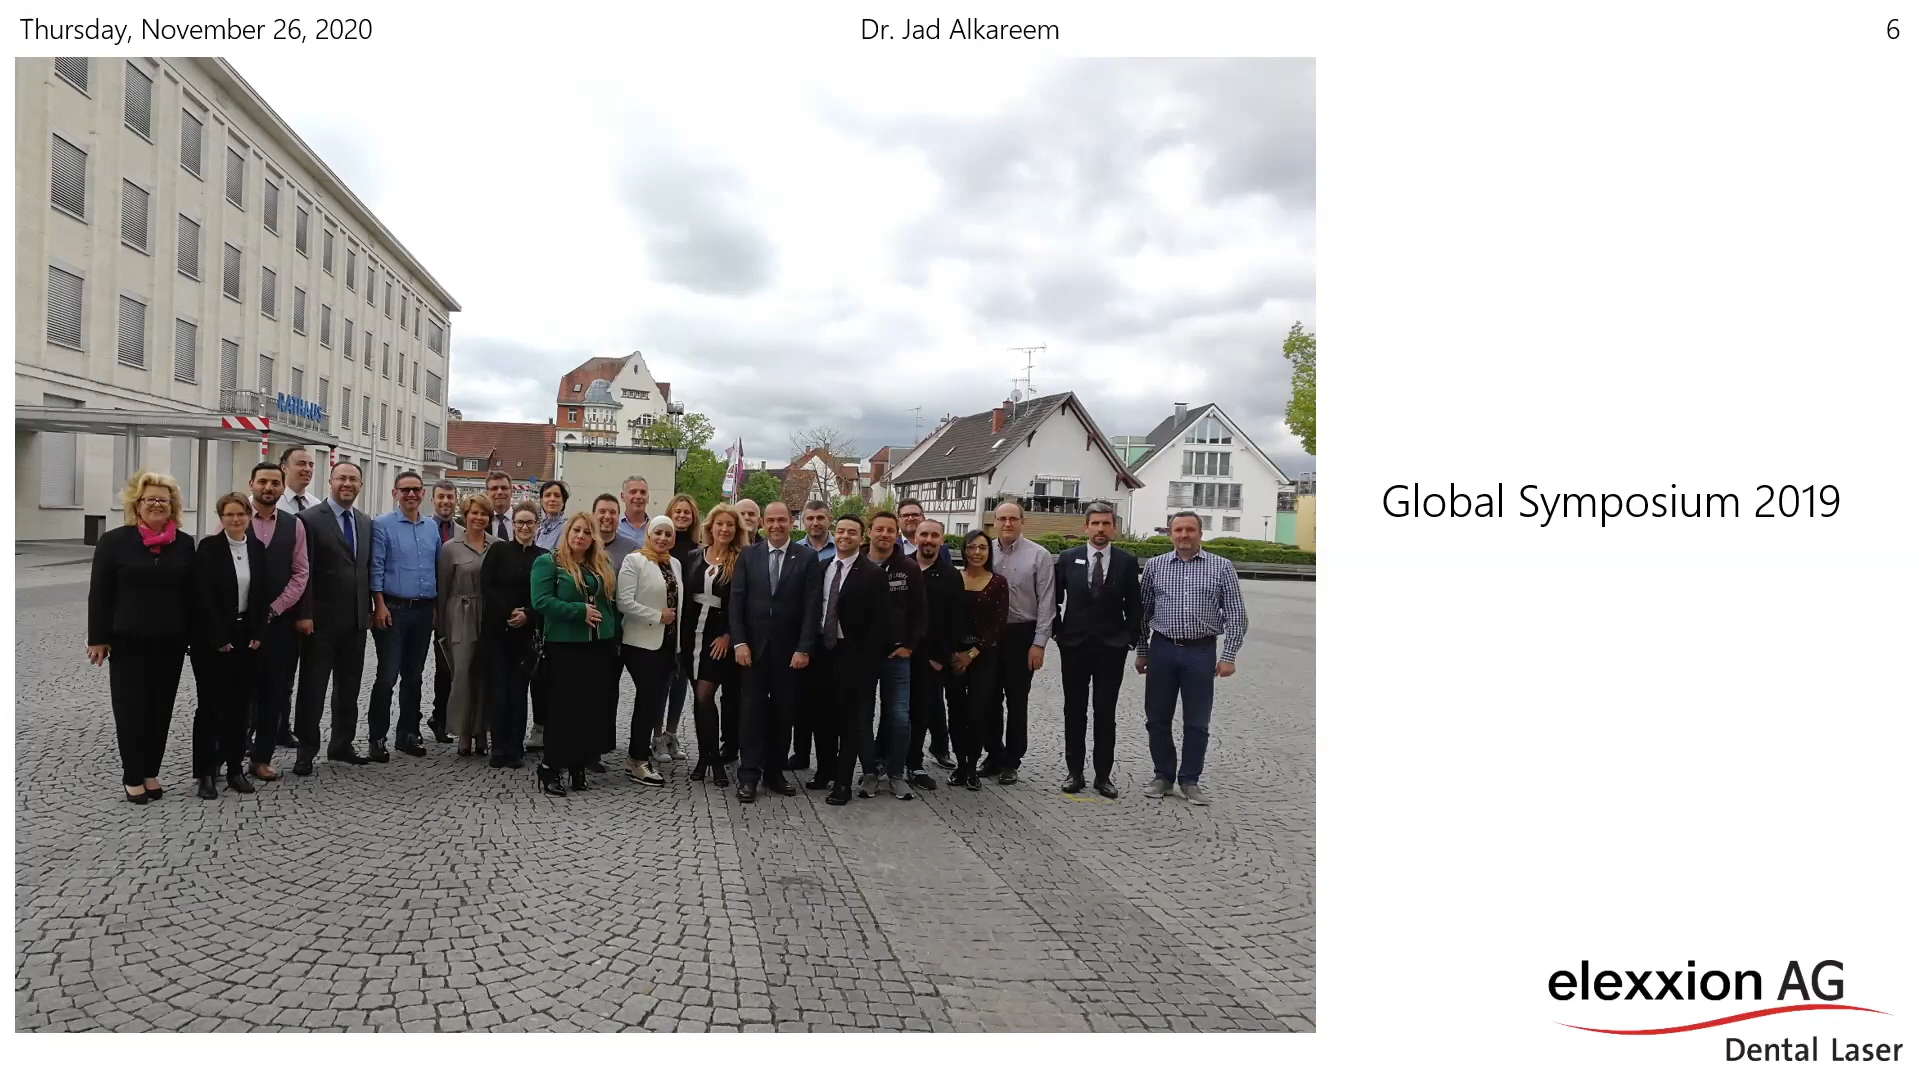 Thursday, November 26, 2020
Dr. Jad Alkareem
6
RATHAUS
Global Symposium 2019
elexxion AG
Dental Laser